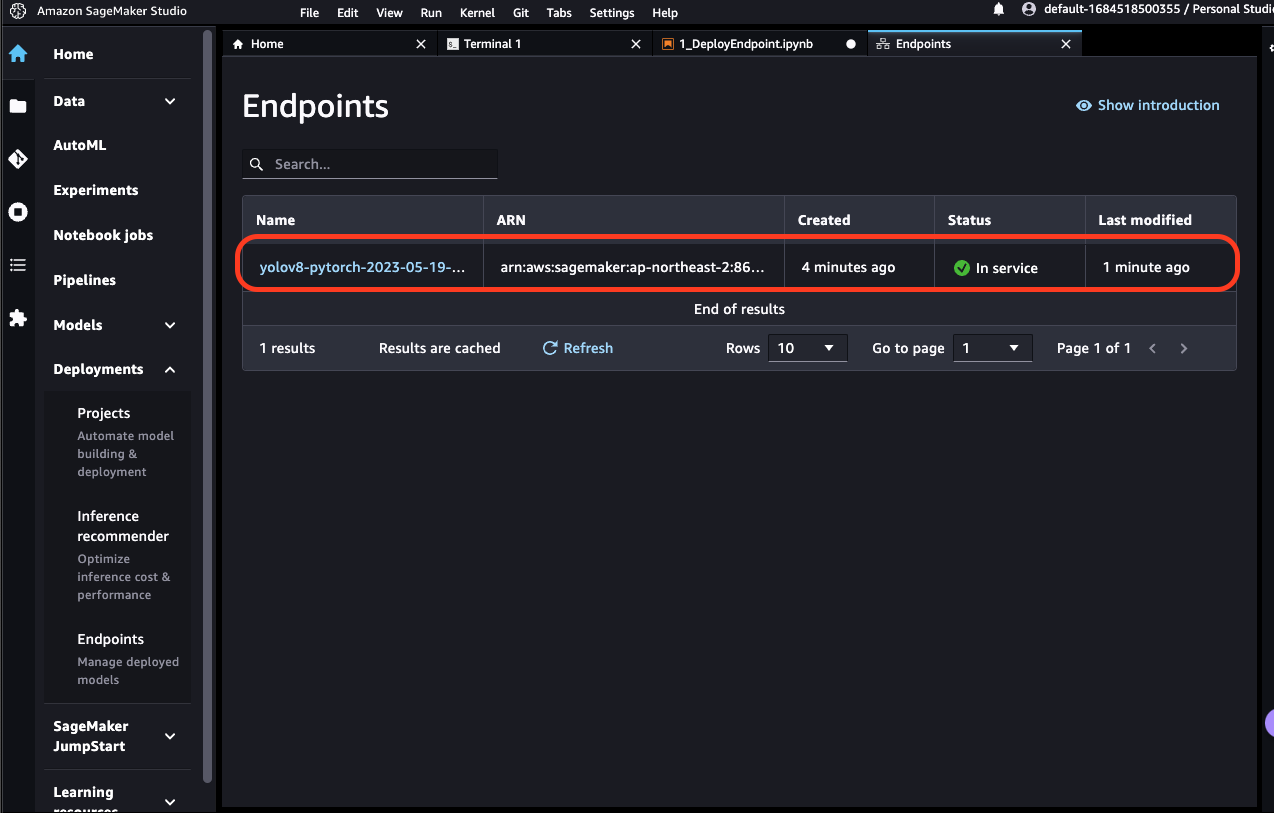 Amazon SageMaker Studio
File Edit View Run Kernel Git Tabs Settings Help
default-1684518500355 / Personal Studio
Home
Data
AutoML
Experiments
Notebook jobs
Pipelines
Models
Deployments
Projects
Automate model
building &
deployment
Inference
recommender
Optimize
inference cost &
performance
Endpoints
Manage deployed
models
SageMaker
JumpStart
Learning
resources
Home
Terminal 1
1_DeployEndpoint.ipynb
Endpoints
Endpoints
Show introduction
Search...
Name ARN Created Status Last modified
yolov8-pytorch-2023-05-19-... arn:aws:sagemaker:ap-northeast-2:86... 4 minutes ago In service 1 minute ago
End of results
1 results Results are cached Refresh Rows 10 Go to page 1 Page 1 of 1